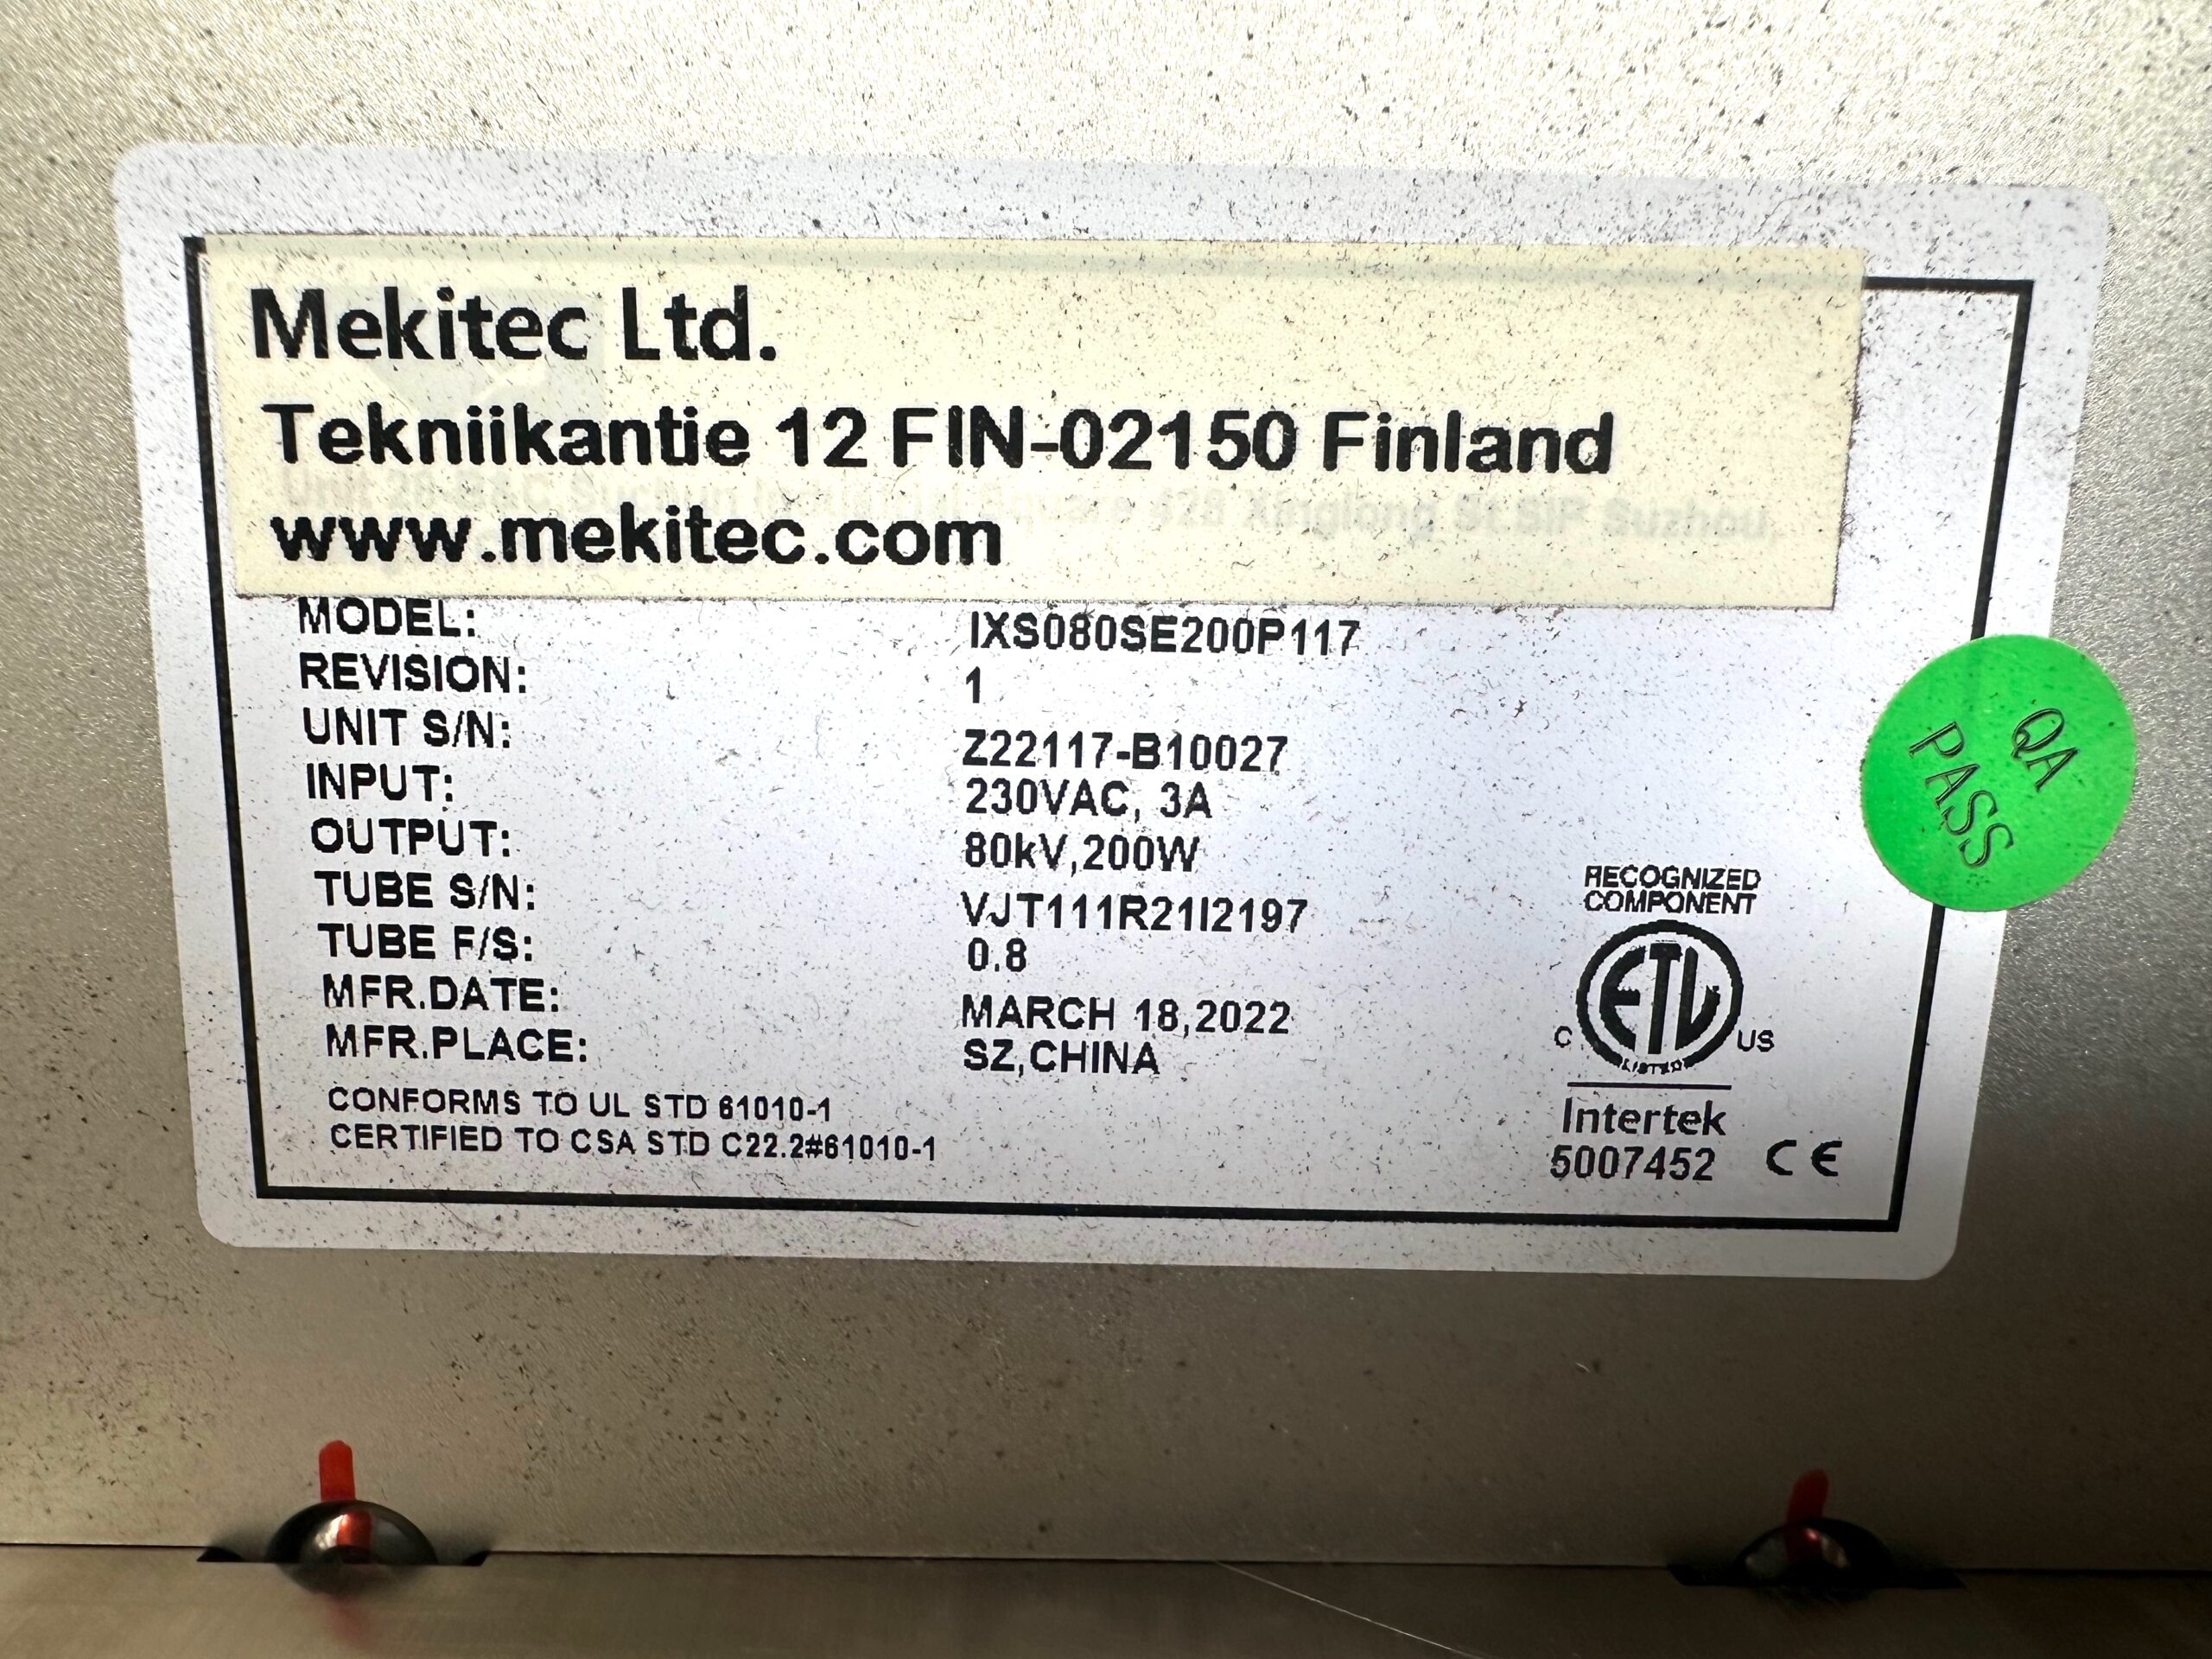 Mekitec Ltd.
Tekniikantie 12 FIN-02150 Finland
www.mekitec.com
MODEL: IXS080SE200P117
REVISION: 1
UNIT S/N: Z22117-B10027
INPUT: 230VAC, 3A
OUTPUT: 80kV,200W
TUBE S/N: VJT111R21I2197
TUBE F/S: 0.8
MFR.DATE: MARCH 18,2022
MFR.PLACE: SZ,CHINA
CONFORMS TO UL STD 61010-1
CERTIFIED TO CSA STD C22.2#61010-1
QA
PASS
RECOGNIZED
COMPONENT
ETL
C US
LISTED
Intertek
5007452 CE